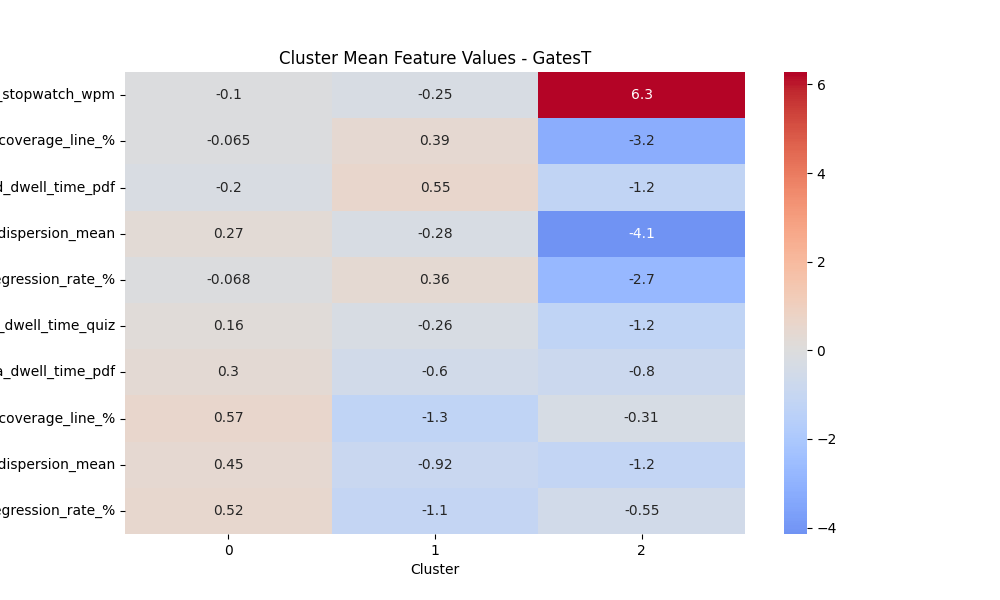 Cluster Mean Feature Values - GatesT
_stopwatch_wpm -0.1 -0.25 6.3
coverage_line_% -0.065 0.39 -3.2
d_dwell_time_pdf -0.2 0.55 -1.2
dispersion_mean 0.27 -0.28 -4.1
egression_rate_% -0.068 0.36 -2.7
_dwell_time_quiz 0.16 -0.26 -1.2
a_dwell_time_pdf 0.3 -0.6 -0.8
coverage_line_% 0.57 -1.3 -0.31
dispersion_mean 0.45 -0.92 -1.2
egression_rate_% 0.52 -1.1 -0.55
0 1 2
Cluster
6
4
2
0
−2
−4